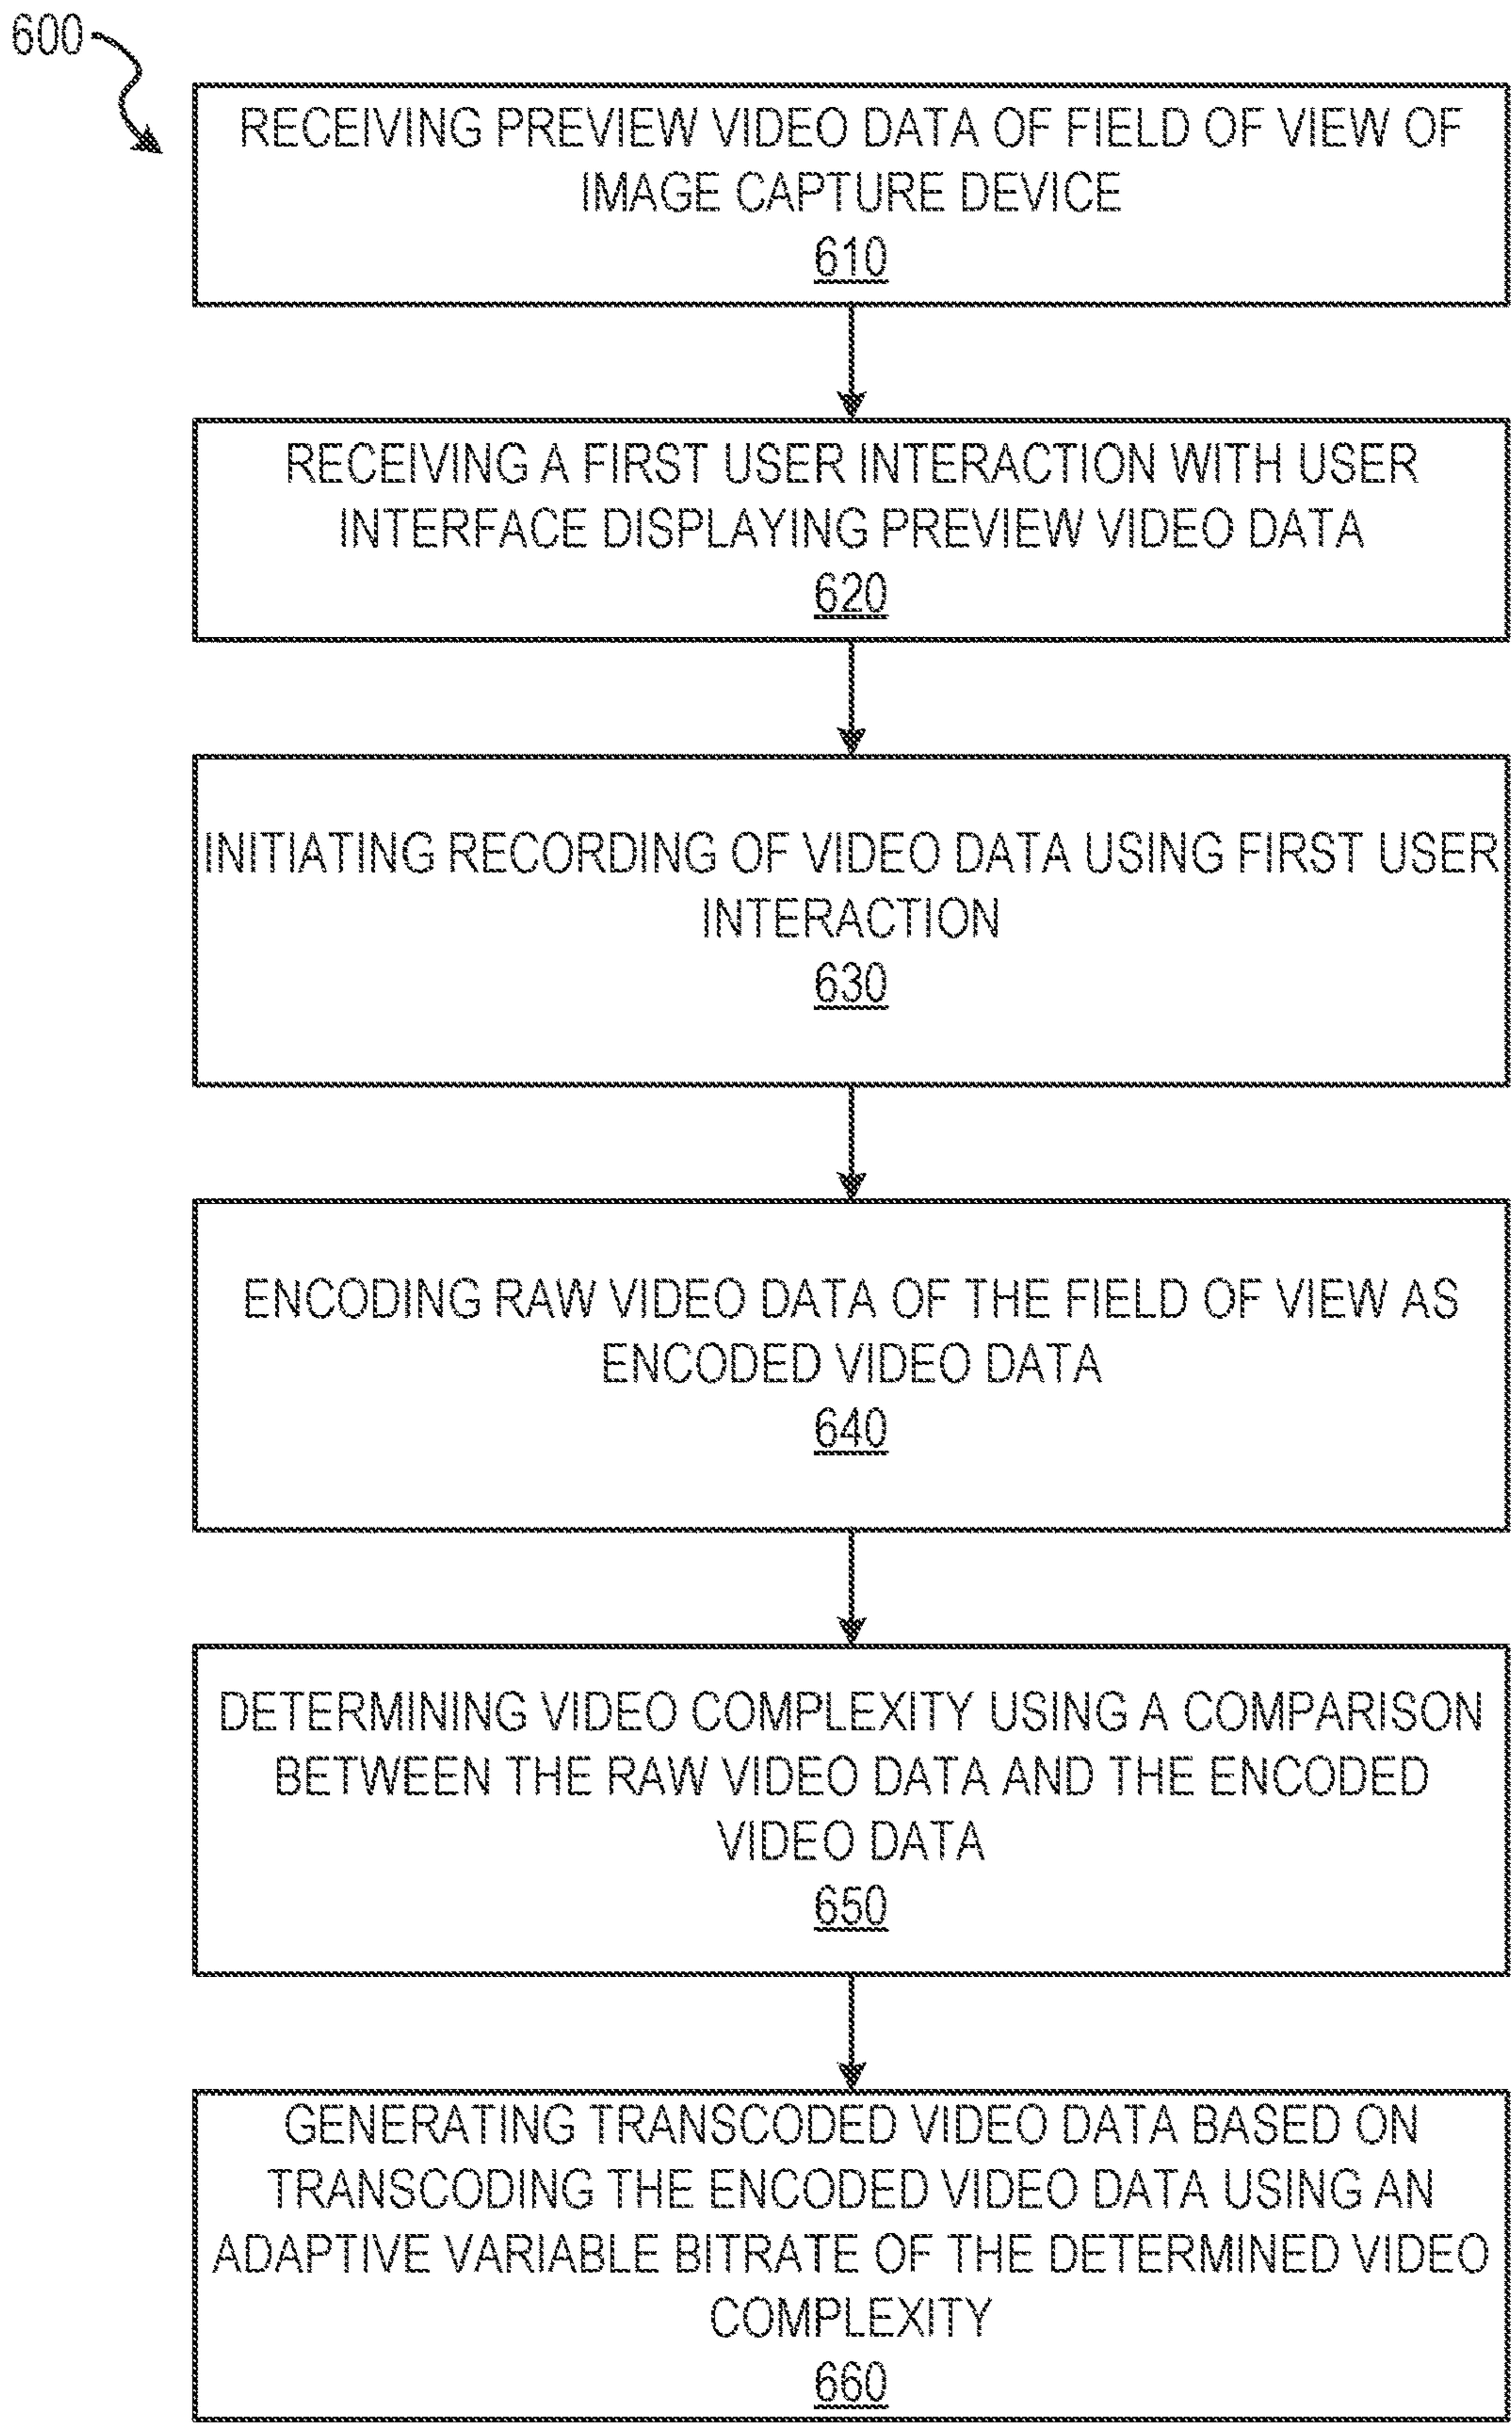 600
RECEIVING PREVIEW VIDEO DATA OF FIELD OF VIEW OF
IMAGE CAPTURE DEVICE
610
RECEIVING A FIRST USER INTERACTION WITH USER
INTERFACE DISPLAYING PREVIEW VIDEO DATA
620
INITIATING RECORDING OF VIDEO DATA USING FIRST USER
INTERACTION
630
ENCODING RAW VIDEO DATA OF THE FIELD OF VIEW AS
ENCODED VIDEO DATA
640
DETERMINING VIDEO COMPLEXITY USING A COMPARISON
BETWEEN THE RAW VIDEO DATA AND THE ENCODED
VIDEO DATA
650
GENERATING TRANSCODED VIDEO DATA BASED ON
TRANSCODING THE ENCODED VIDEO DATA USING AN
ADAPTIVE VARIABLE BITRATE OF THE DETERMINED VIDEO
COMPLEXITY
660